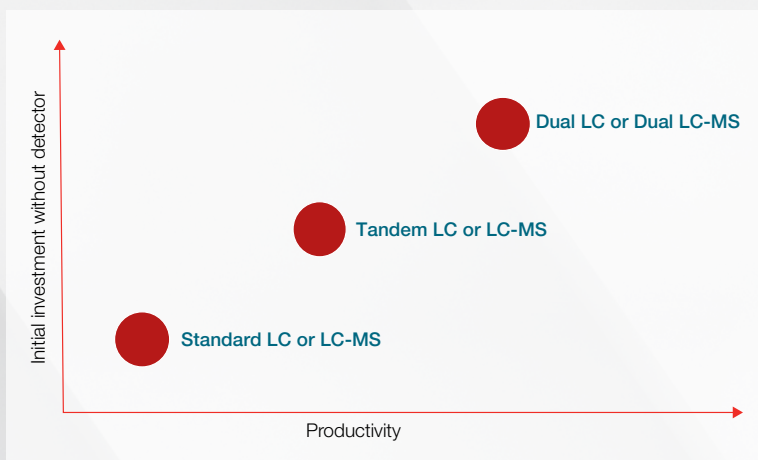 Initial investment without detector
Dual LC or Dual LC-MS
Tandem LC or LC-MS
Standard LC or LC-MS
Productivity